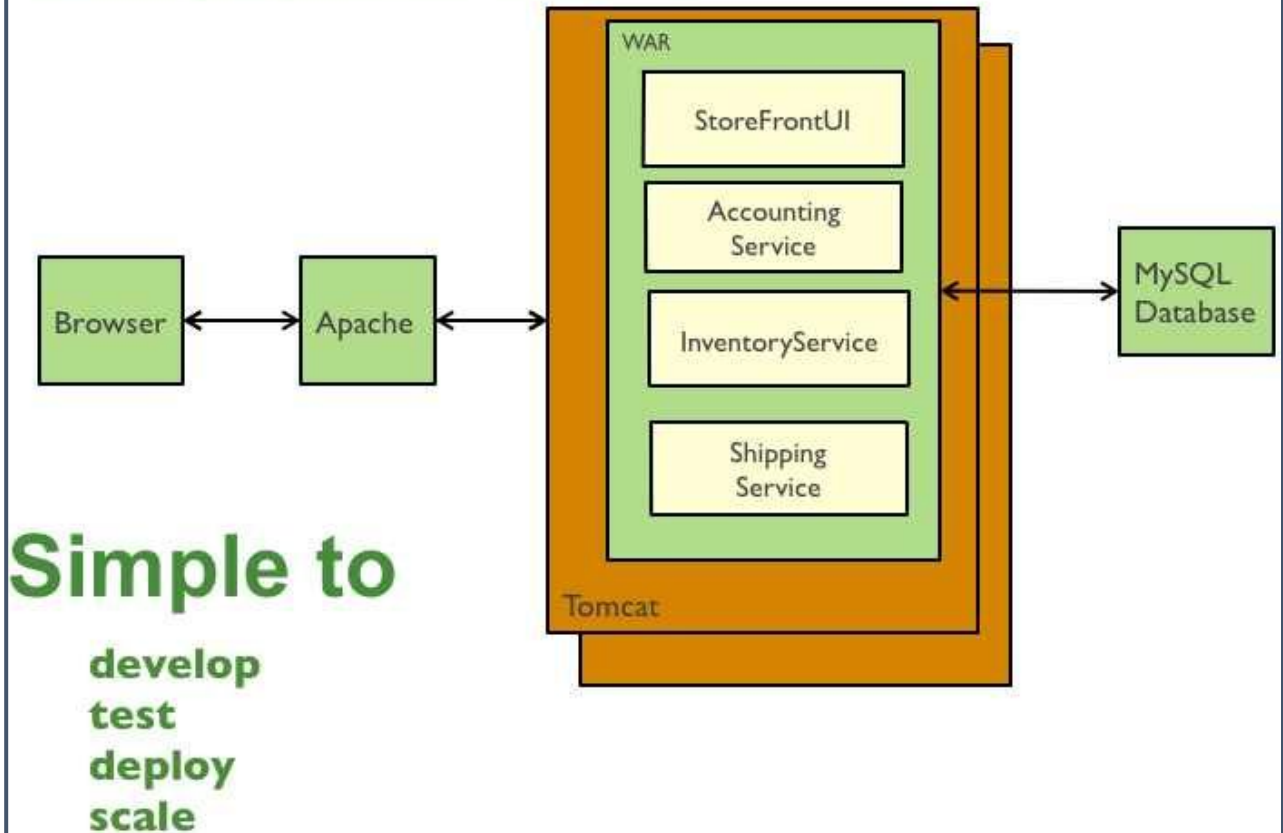 WAR
StoreFrontUI
Accounting
Service
InventoryService
Shipping
Service
Tomcat
Browser
Apache
MySQL
Database
Simple to
develop
test
deploy
scale